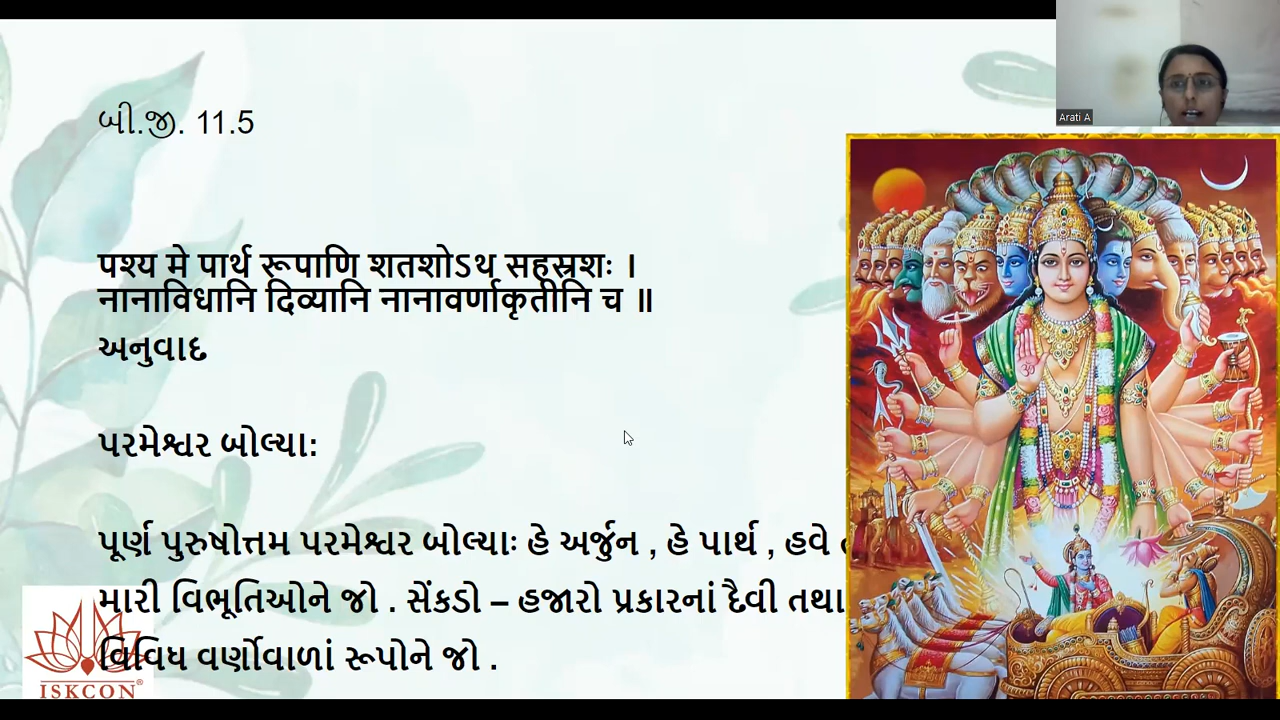 બી.જી. 11.5
Arati A
पश्य मे पार्थ रूपाणि शतशोऽथ सहस्रशः ।
नानाविधानि दिव्यानि नानावर्णाकृतीनि च ॥
અનુવાદ
પરમેશ્વર બોલ્યા:
પૂર્ણ પુરુષોત્તમ પરમેશ્વર બોલ્યાઃ હે અર્જુન , હે પાર્થ , હવે
મારી વિભૂતિઓને જો . સેંકડો – હજારો પ્રકારનાં દૈવી તથા
વિવિધ વર્ણોવાળાં રૂપોને જો .
ISKCON®
ॐ